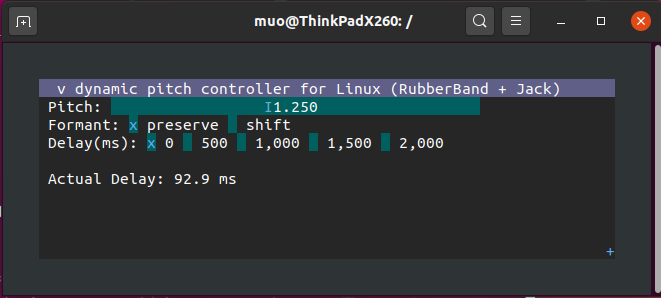 muo@ThinkPadX260: /
v dynamic pitch controller for Linux (RubberBand + Jack)
Pitch: 1.250
Formant: x preserve shift
Delay(ms): x 0 500 1,000 1,500 2,000
Actual Delay: 92.9 ms
+